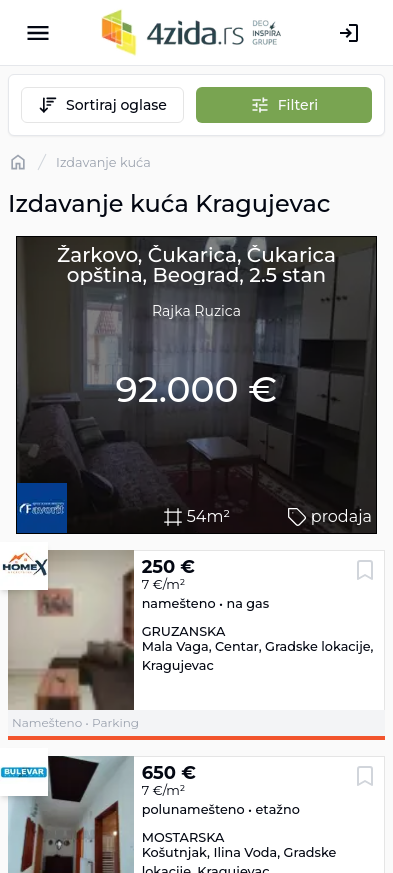 4zida.rs
DEO
INSPIRA
GRUPE
Sortiraj oglase
Filteri
/ Izdavanje kuća
Izdavanje kuća Kragujevac
Žarkovo, Čukarica, Čukarica
opština, Beograd, 2.5 stan
Rajka Ruzica
92.000 €
Favorit
54m²
prodaja
HOMEX
250 €
7 €/m²
namešteno • na gas
GRUZANSKA
Mala Vaga, Centar, Gradske lokacije,
Kragujevac
Namešteno • Parking
BULEVAR
650 €
7 €/m²
polunamešteno • etažno
MOSTARSKA
Košutnjak, Ilina Voda, Gradske
lokacije, Kragujevac